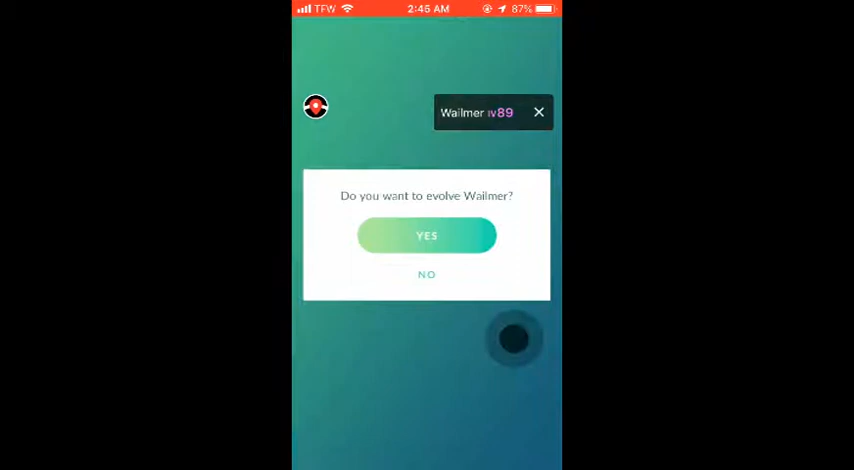 TFW 2:45 AM 87%
Wailmer IV89 ✕
Do you want to evolve Wailmer?
YES
NO